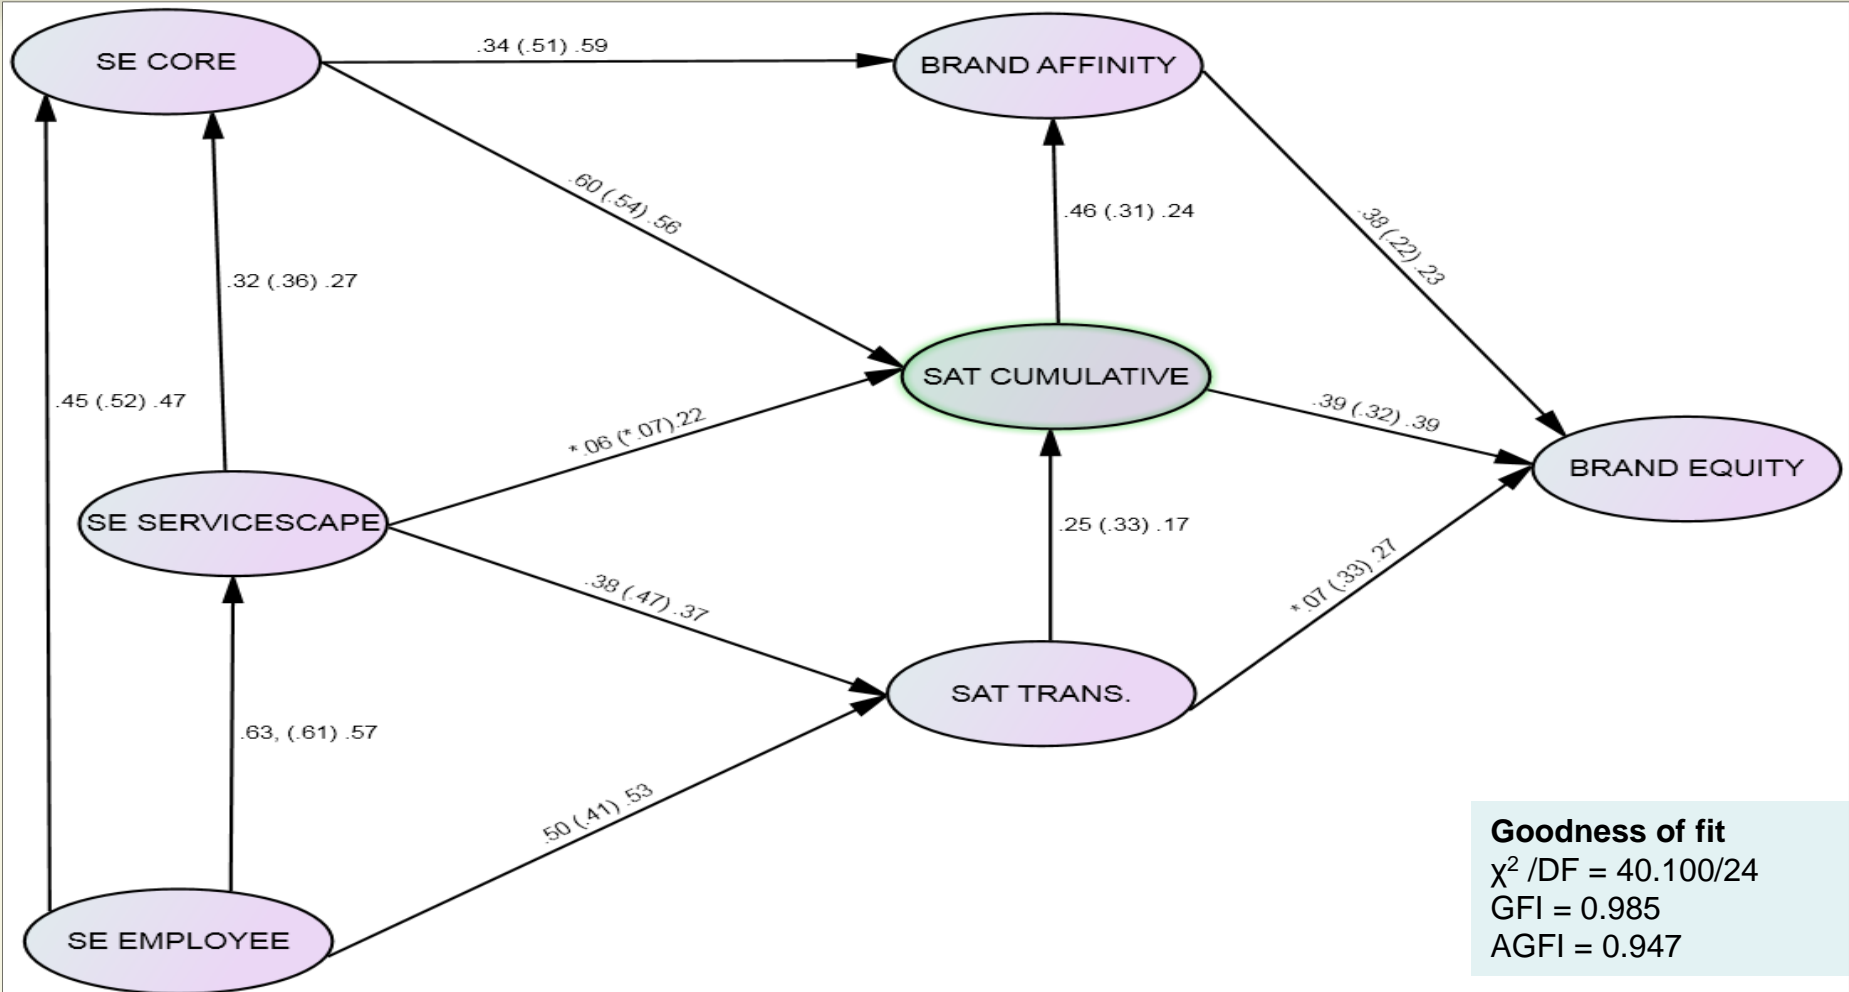 SE CORE
.34 (.51) .59
BRAND AFFINITY
.60 (.54) .56
.46 (.31) .24
.38 (.22) .23
.32 (.36) .27
SAT CUMULATIVE
.45 (.52) .47
*.06 (*.07).22
.39 (.32) .39
BRAND EQUITY
SE SERVICESCAPE
.25 (.33) .17
.38 (.47) .37
*.07 (.33) .27
SAT TRANS.
.63, (.61) .57
.50 (.41) .53
SE EMPLOYEE
Goodness of fit
χ² /DF = 40.100/24
GFI = 0.985
AGFI = 0.947